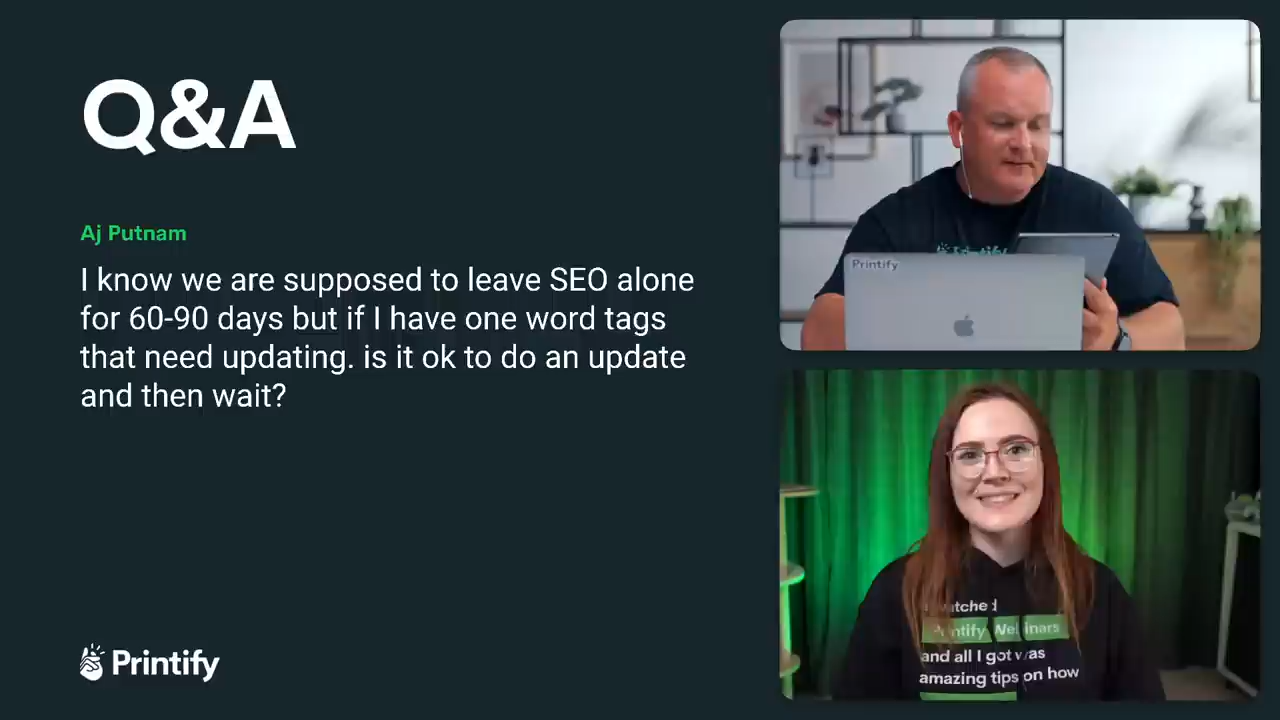 Q&A
Aj Putnam
I know we are supposed to leave SEO alone
for 60-90 days but if I have one word tags
that need updating. is it ok to do an update
and then wait?
Printify
Printify
Printify
Webinars
and all I got was
amazing tips on how